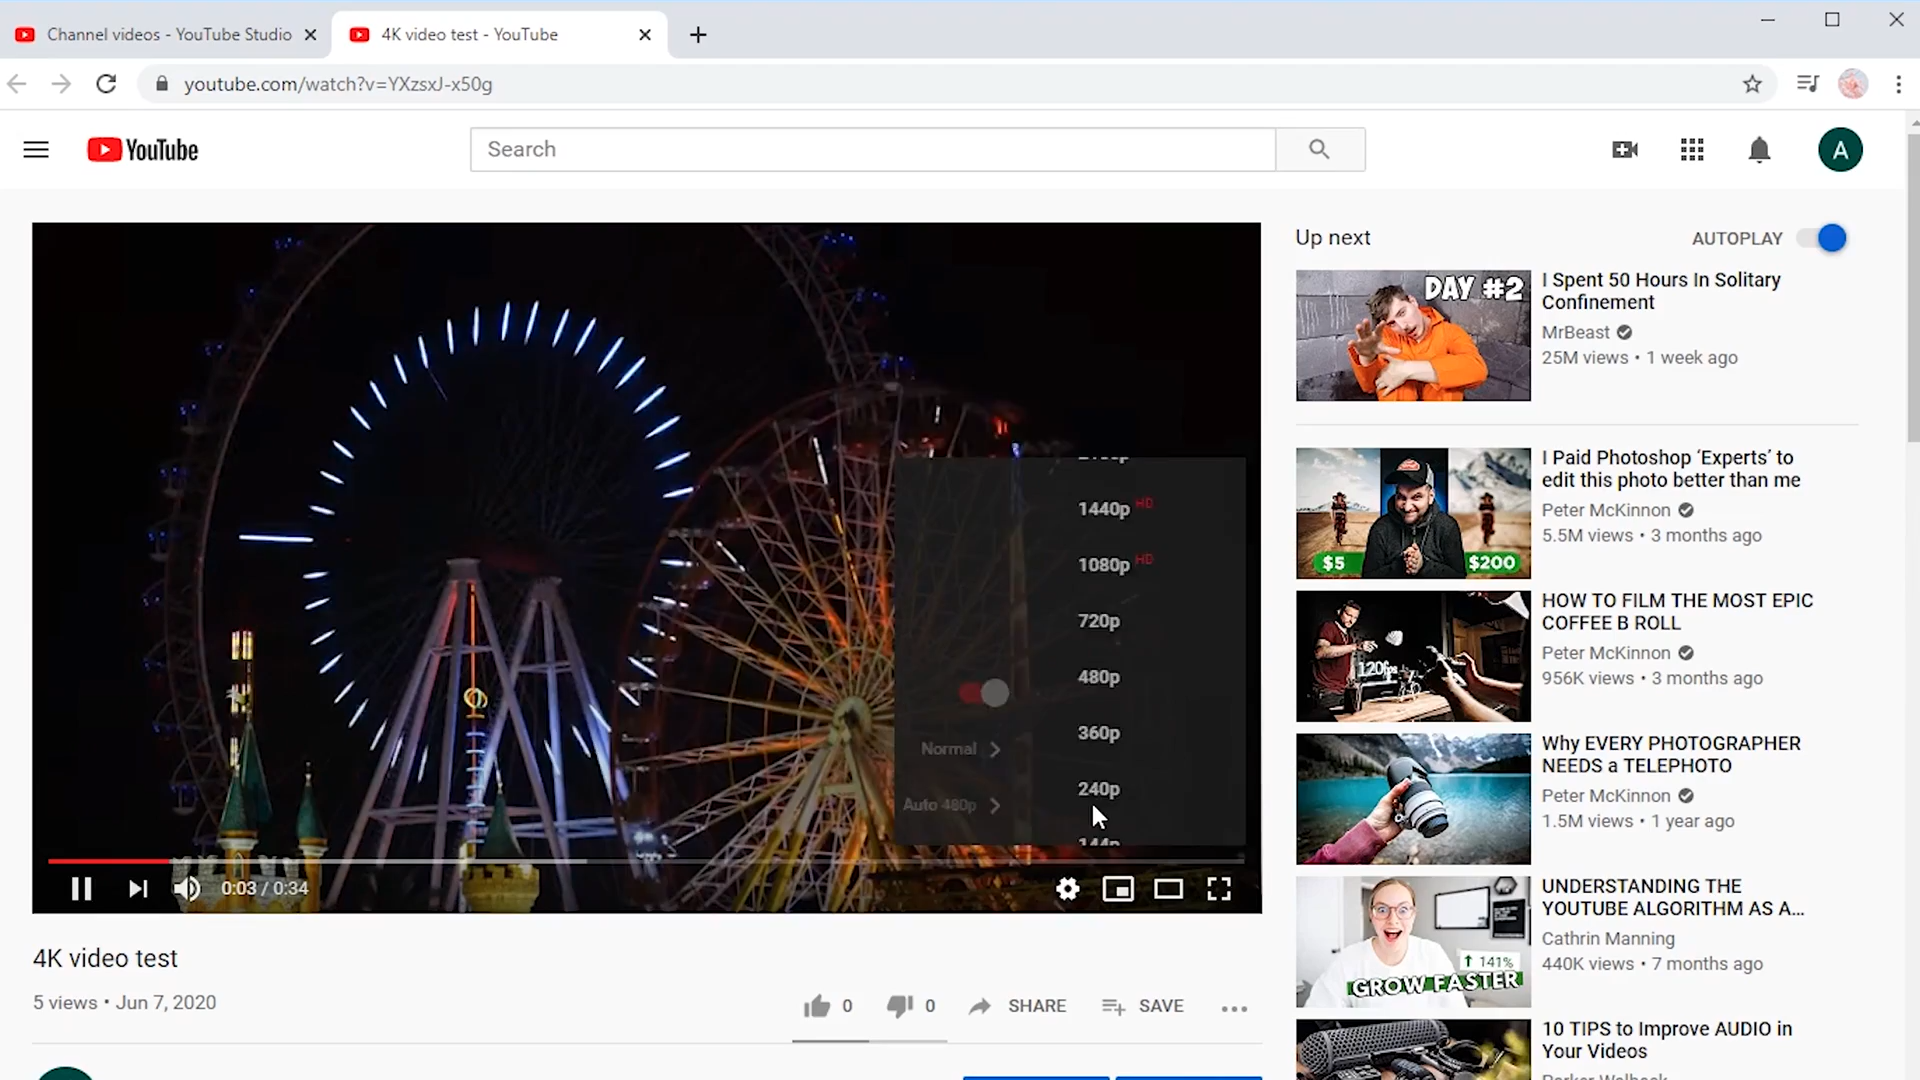 Channel videos - YouTube Studio
4K video test - YouTube
youtube.com/watch?v=YXzsxJ-x50g
YouTube
Search
A
Up next
AUTOPLAY
DAY #2
I Spent 50 Hours In Solitary
Confinement
MrBeast
25M views • 1 week ago
$5
$200
I Paid Photoshop ‘Experts’ to
edit this photo better than me
Peter McKinnon
5.5M views • 3 months ago
120fps
HOW TO FILM THE MOST EPIC
COFFEE B ROLL
Peter McKinnon
956K views • 3 months ago
Why EVERY PHOTOGRAPHER
NEEDS a TELEPHOTO
Peter McKinnon
1.5M views • 1 year ago
141%
GROW FASTER
UNDERSTANDING THE
YOUTUBE ALGORITHM AS A...
Cathrin Manning
440K views • 7 months ago
10 TIPS to Improve AUDIO in
Your Videos
1440p HD
1080p HD
720p
480p
360p
240p
144p
Normal
Auto 480p
0:03 / 0:34
4K video test
5 views • Jun 7, 2020
0
0
SHARE
SAVE